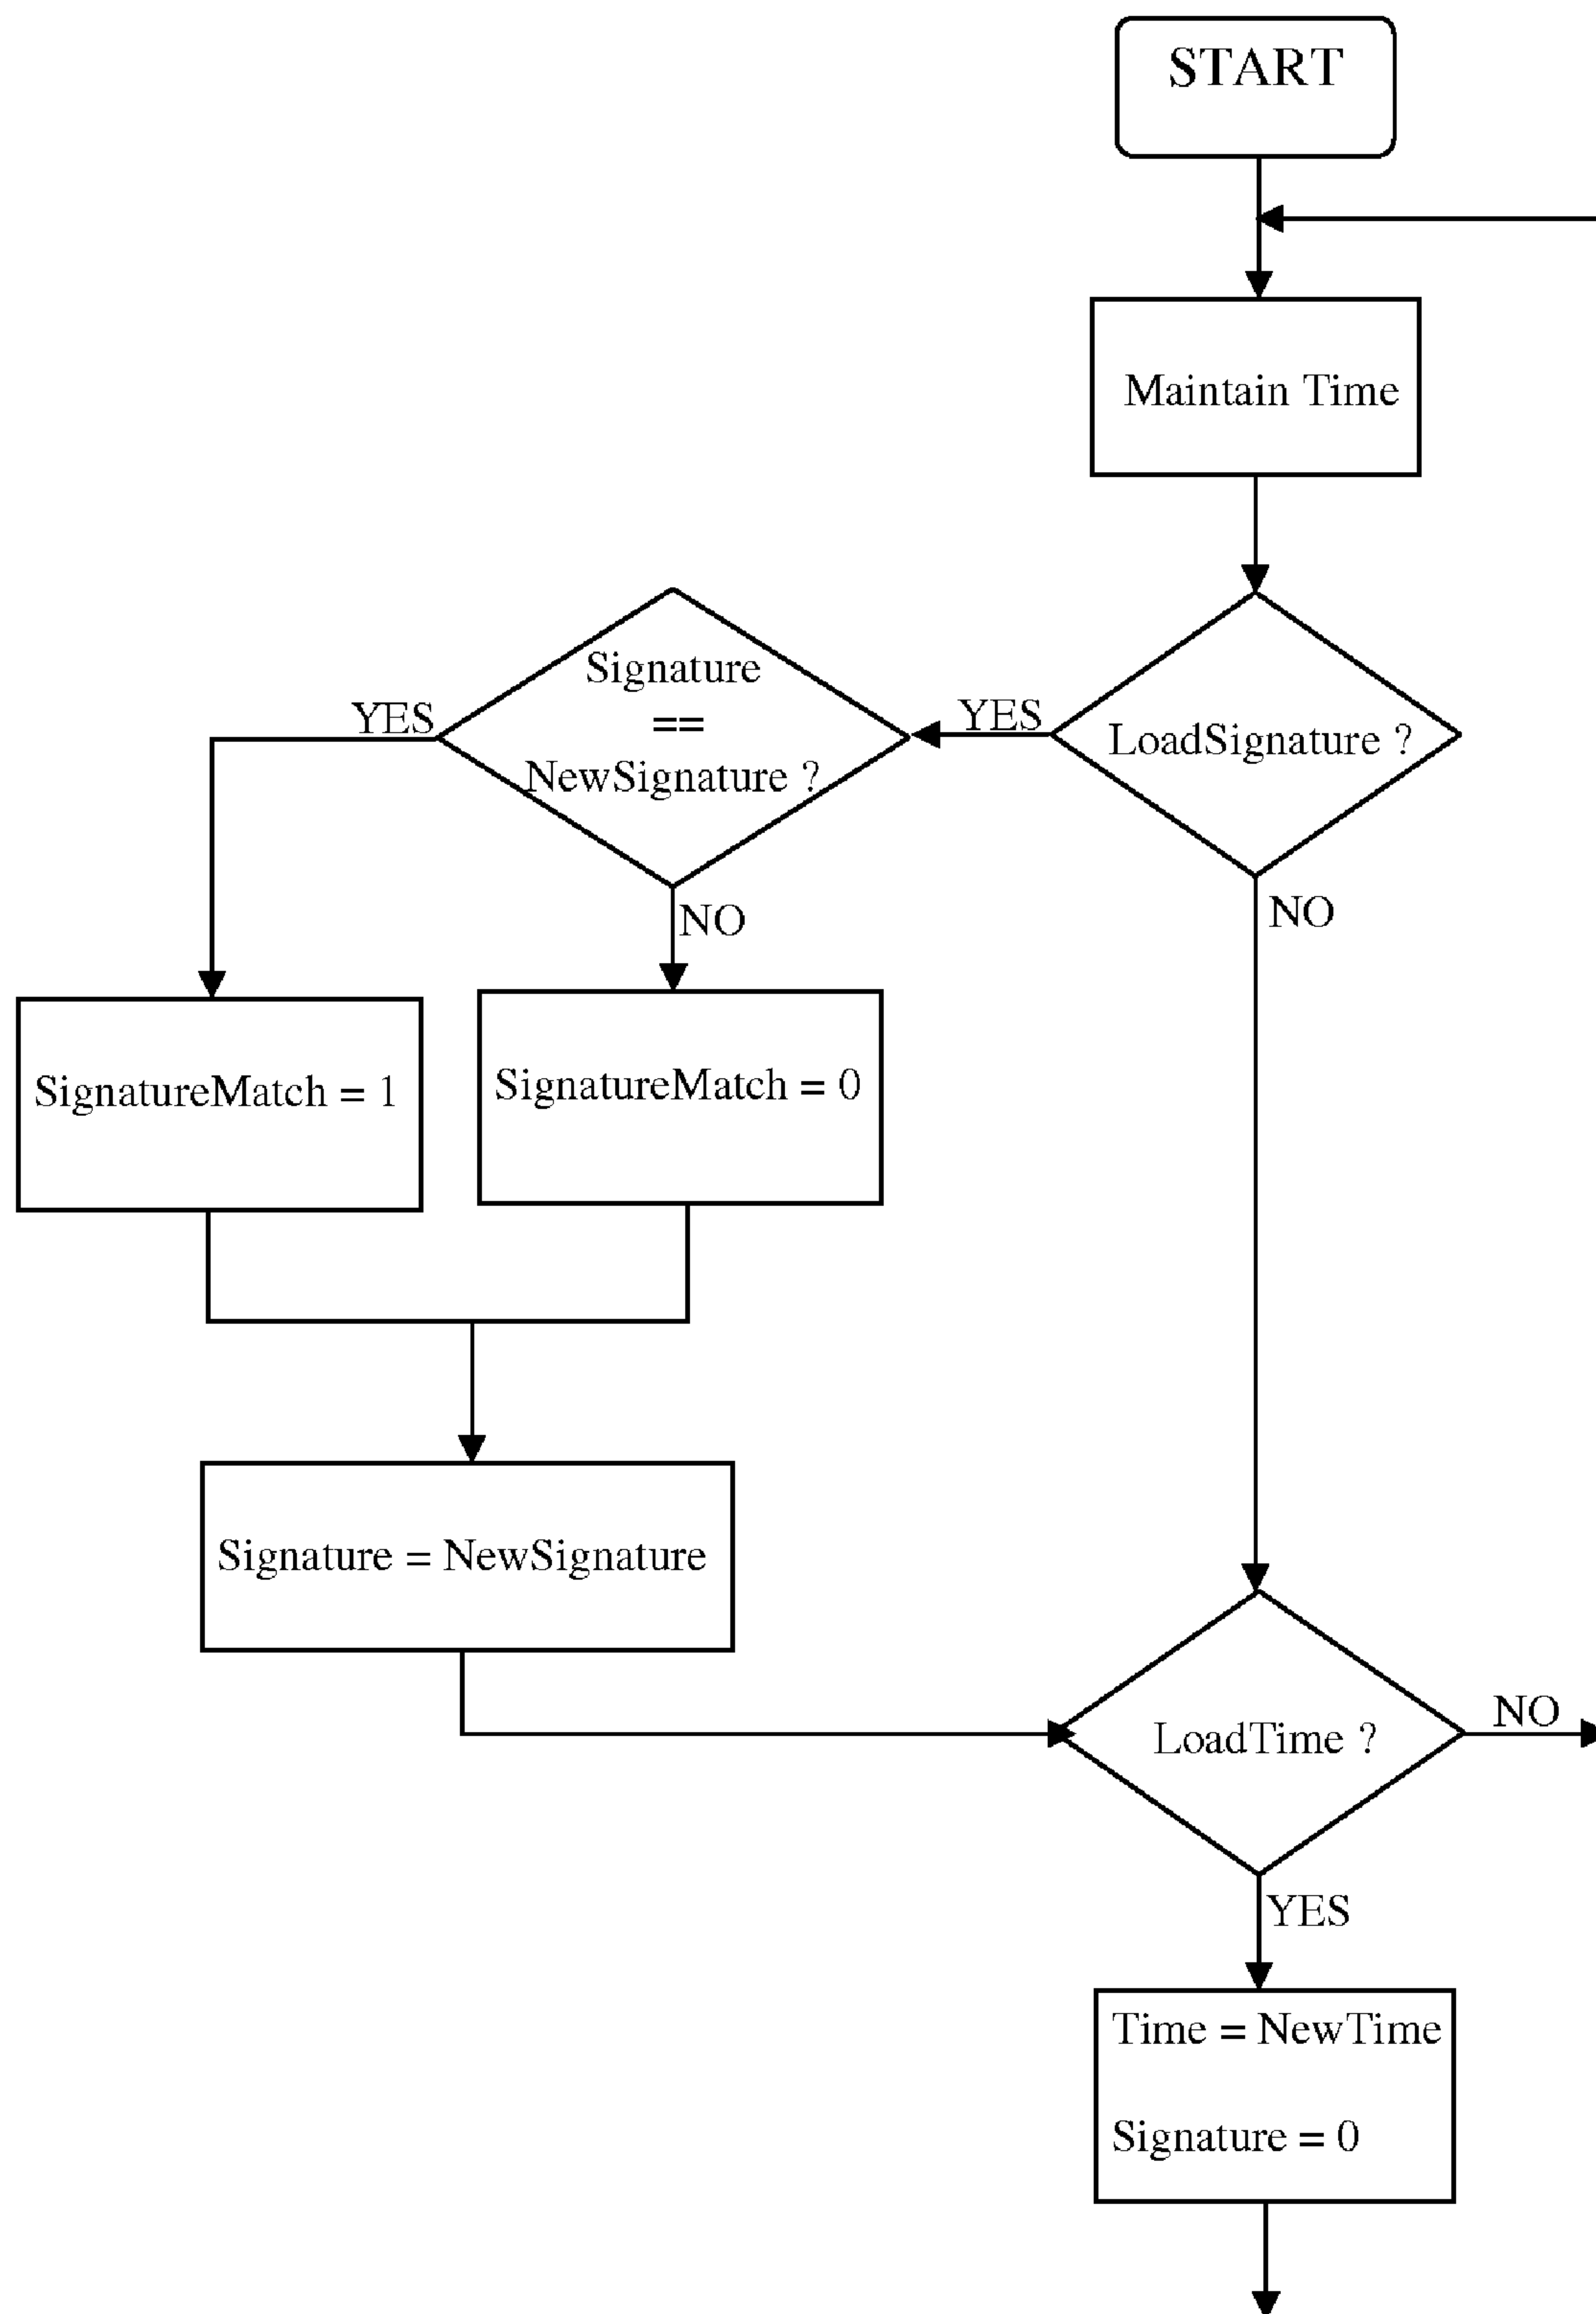 START
Maintain Time
LoadSignature ?
YES
NO
Signature
==
NewSignature ?
YES
NO
SignatureMatch = 1
SignatureMatch = 0
Signature = NewSignature
LoadTime ?
NO
YES
Time = NewTime
Signature = 0